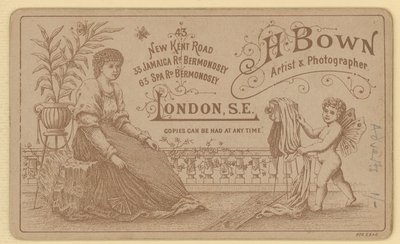 43
New Kent Road
33 Jamaica Rd Bermondsey
63 Spa Rd Bermondsey
London, S.E.
COPIES CAN BE HAD AT ANY TIME
H. Bown
Artist & Photographer